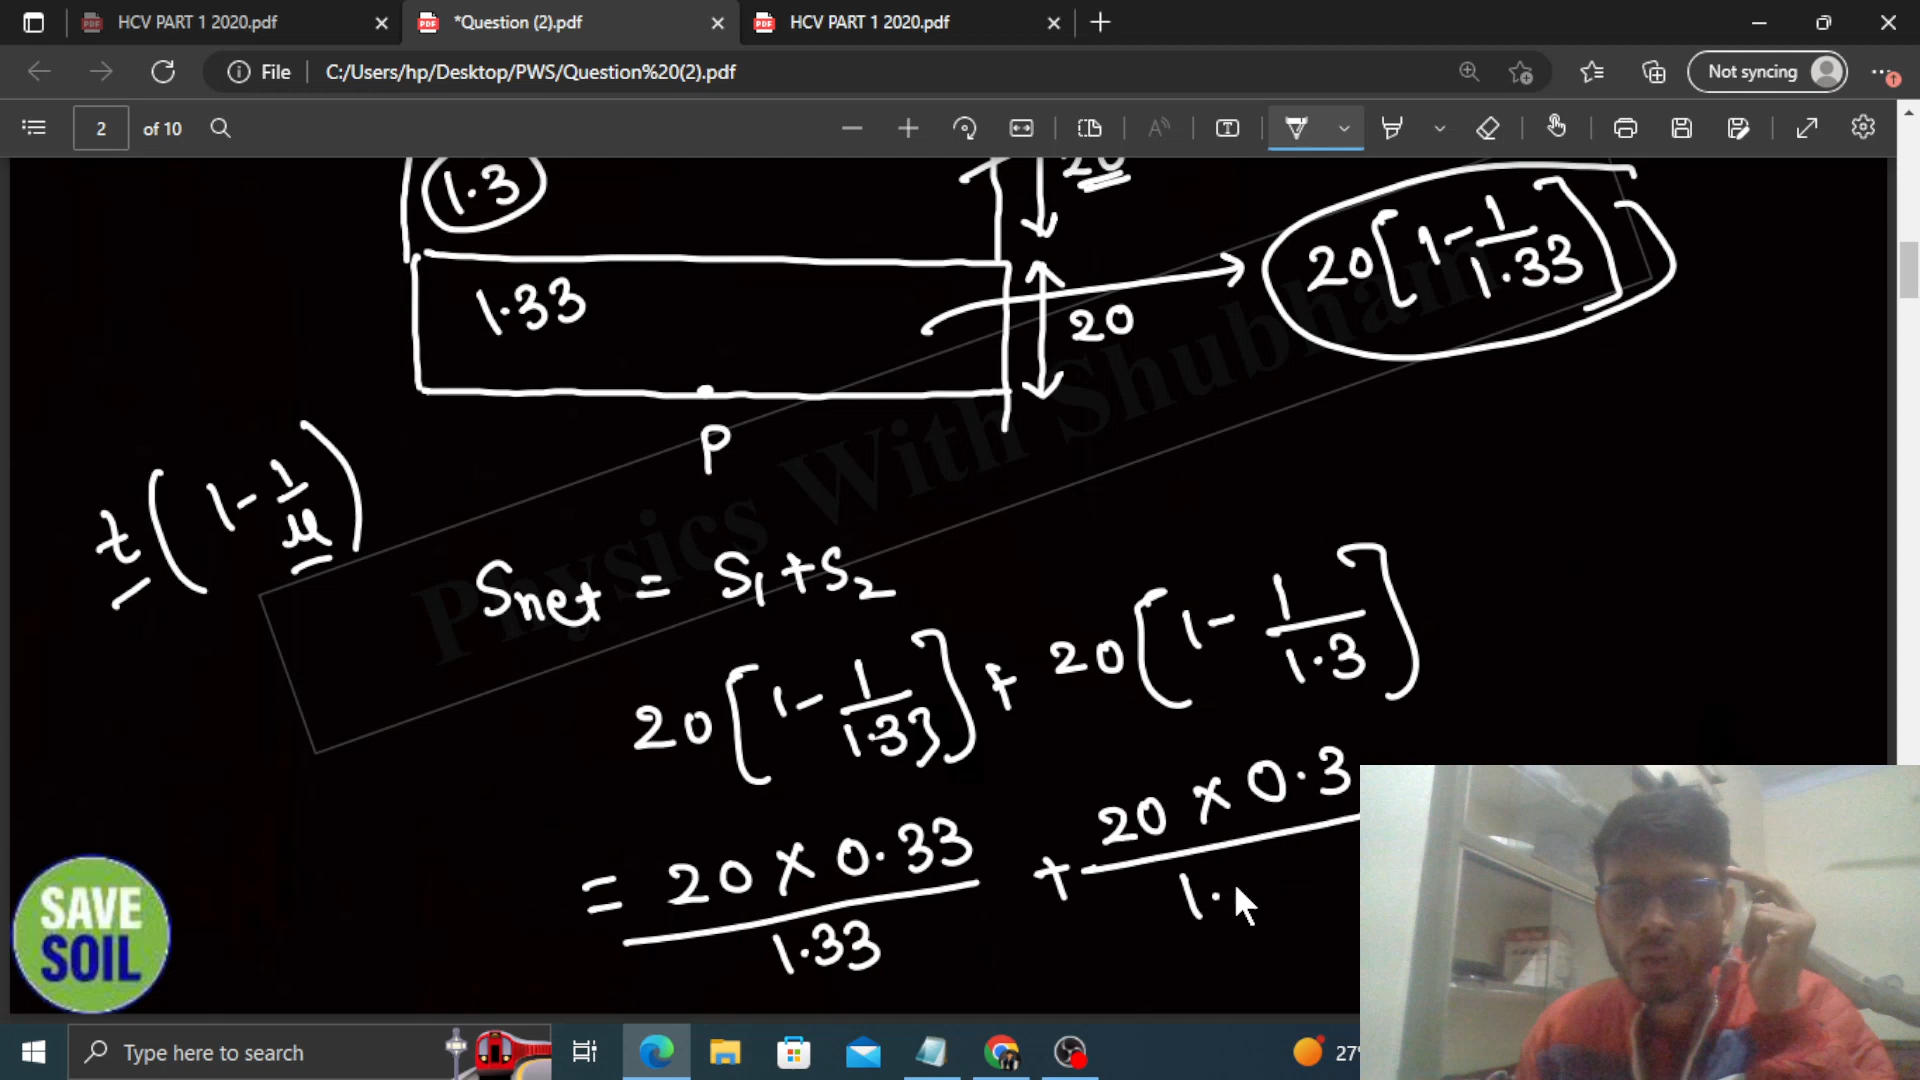 HCV PART 1 2020.pdf
*Question (2).pdf
HCV PART 1 2020.pdf
File
C:/Users/hp/Desktop/PWS/Question%20(2).pdf
Not syncing
2 of 10
1.3
20
1.33
20
20[1-1/1.33]
P
t(1-1/μ)
Snet = S1+S2
20[1-1/1.33]+20[1-1/1.3]
= 20×0.33/1.33 + 20×0.3/1.
Physics With Shubham
SAVE
SOIL
Type here to search
27°